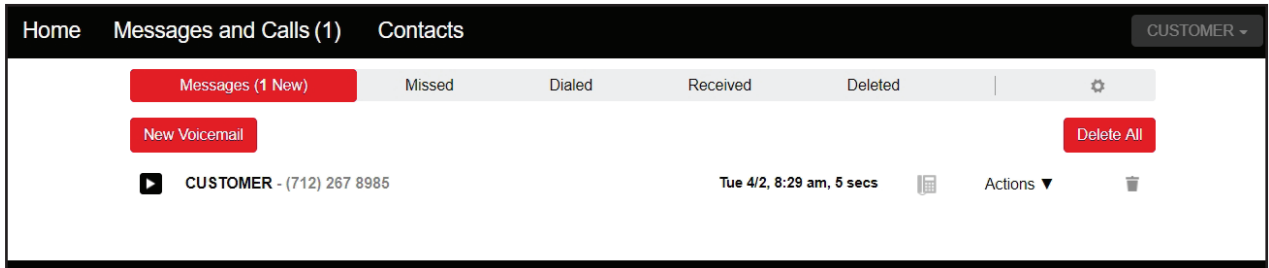 Home Messages and Calls (1) Contacts CUSTOMER
Messages (1 New) Missed Dialed Received Deleted
New Voicemail Delete All
CUSTOMER - (712) 267 8985 Tue 4/2, 8:29 am, 5 secs Actions ▼